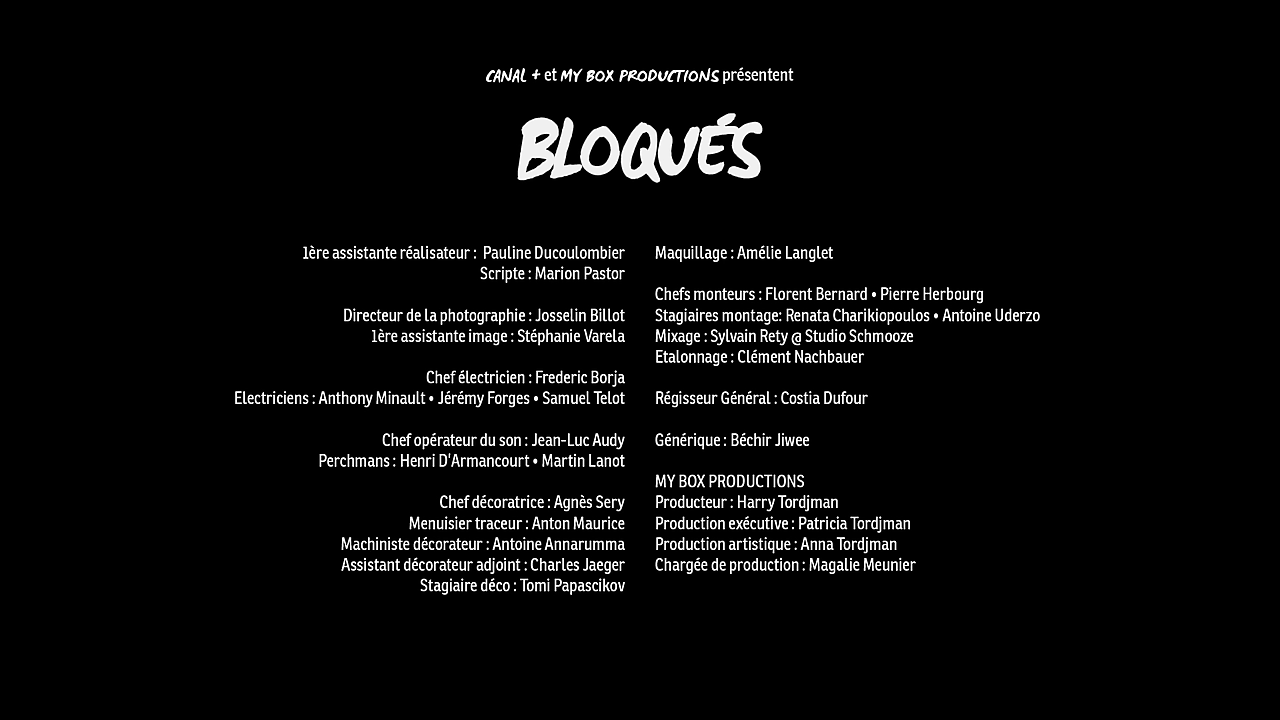 CANAL + et MY BOX PRODUCTIONS présentent
BLOQUÉS
1ère assistante réalisateur : Pauline Ducoulombier
Scripte : Marion Pastor
Directeur de la photographie : Josselin Billot
1ère assistante image : Stéphanie Varela
Chef électricien : Frederic Borja
Electriciens : Anthony Minault • Jérémy Forges • Samuel Telot
Chef opérateur du son : Jean-Luc Audy
Perchmans : Henri D'Armancourt • Martin Lanot
Chef décoratrice : Agnès Sery
Menuisier traceur : Anton Maurice
Machiniste décorateur : Antoine Annarumma
Assistant décorateur adjoint : Charles Jaeger
Stagiaire déco : Tomi Papascikov
Maquillage : Amélie Langlet
Chefs monteurs : Florent Bernard • Pierre Herbourg
Stagiaires montage: Renata Charikiopoulos • Antoine Uderzo
Mixage : Sylvain Rety @ Studio Schmooze
Etalonnage : Clément Nachbauer
Régisseur Général : Costia Dufour
Générique : Béchir Jiwee
MY BOX PRODUCTIONS
Producteur : Harry Tordjman
Production exécutive : Patricia Tordjman
Production artistique : Anna Tordjman
Chargée de production : Magalie Meunier